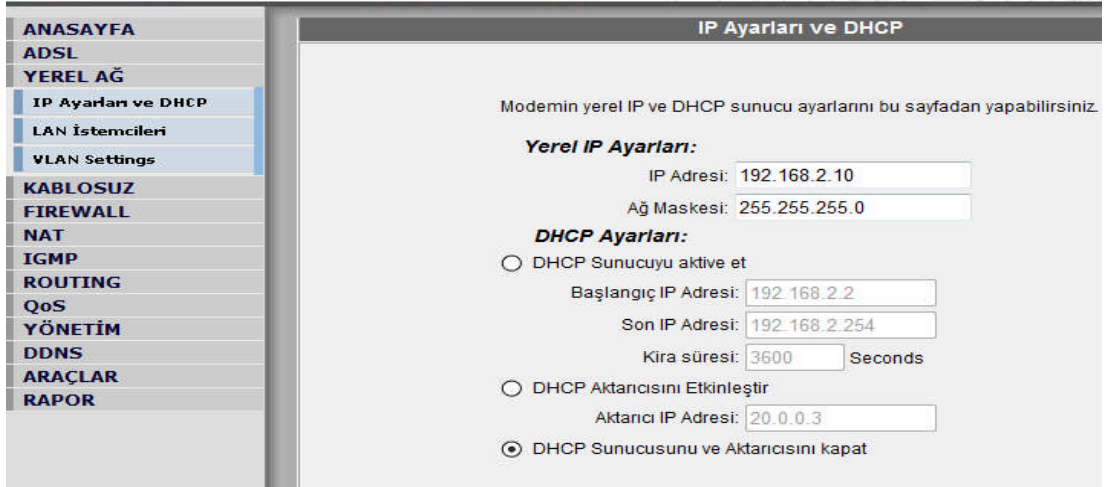 ANASAYFA
ADSL
YEREL AĞ
IP Ayarları ve DHCP
LAN İstemcileri
VLAN Settings
KABLOSUZ
FIREWALL
NAT
IGMP
ROUTING
QoS
YÖNETİM
DDNS
ARAÇLAR
RAPOR
IP Ayarları ve DHCP
Modemin yerel IP ve DHCP sunucu ayarlarını bu sayfadan yapabilirsiniz.
Yerel IP Ayarları:
IP Adresi: 192.168.2.10
Ağ Maskesi: 255.255.255.0
DHCP Ayarları:
DHCP Sunucuyu aktive et
Başlangıç IP Adresi: 192.168.2.2
Son IP Adresi: 192.168.2.254
Kira süresi: 3600 Seconds
DHCP Aktarıcısını Etkinleştir
Aktarıcı IP Adresi: 20.0.0.3
DHCP Sunucusunu ve Aktarıcısını kapat